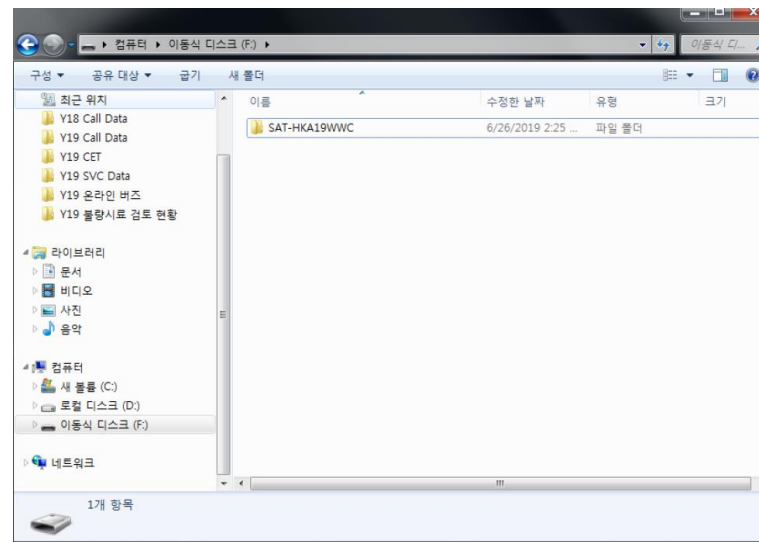 컴퓨터 ▸ 이동식 디스크 (F:) ▸
이동식 디...
구성 ▾ 공유 대상 ▾ 굽기 새 폴더
최근 위치
Y18 Call Data
Y19 Call Data
Y19 CET
Y19 SVC Data
Y19 온라인 버즈
Y19 불량시료 검토 현황
라이브러리
문서
비디오
사진
음악
컴퓨터
새 볼륨 (C:)
로컬 디스크 (D:)
이동식 디스크 (F:)
네트워크
이름 수정한 날짜 유형 크기
SAT-HKA19WWC 6/26/2019 2:25 ... 파일 폴더
1개 항목